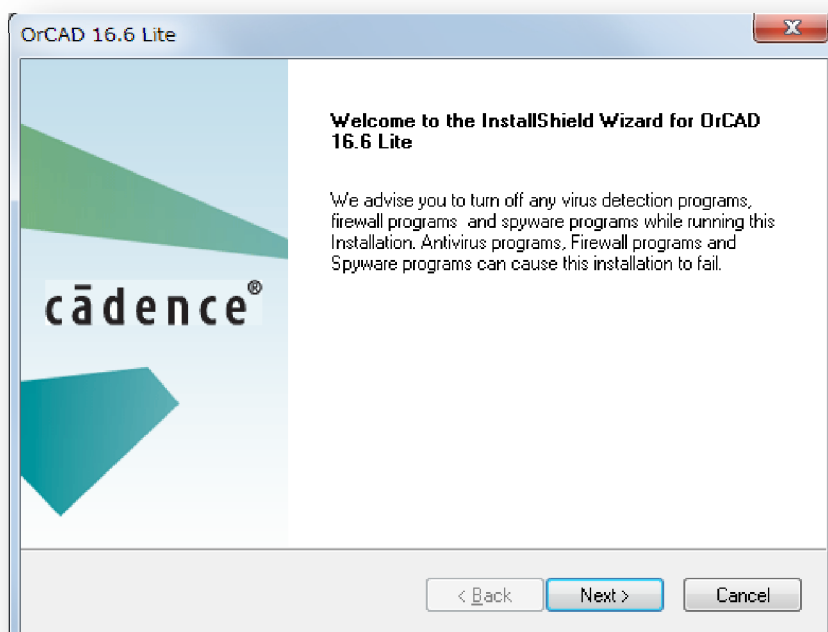 OrCAD 16.6 Lite
X
Welcome to the InstallShield Wizard for OrCAD
16.6 Lite
We advise you to turn off any virus detection programs,
firewall programs  and spyware programs while running this
Installation. Antivirus programs, Firewall programs and
Spyware programs can cause this installation to fail.
cādence®
< Back
Next >
Cancel